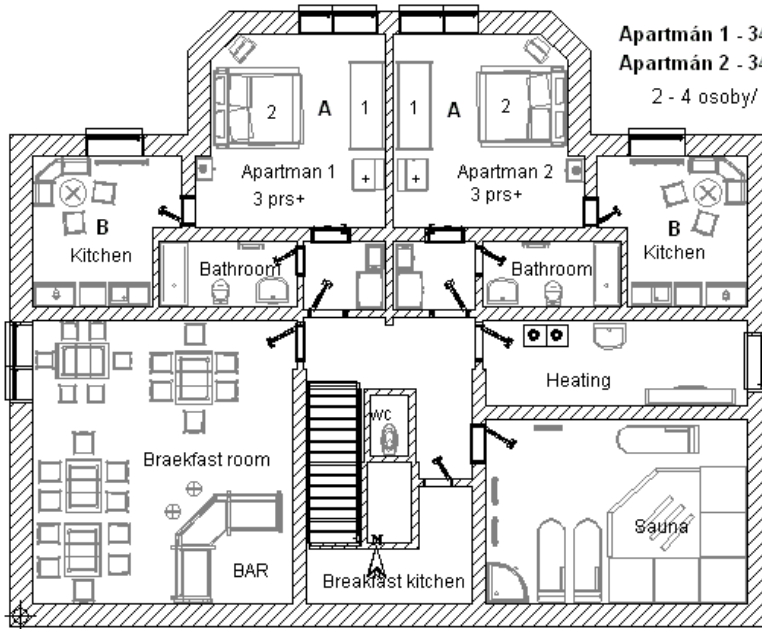 Apartmán 1 - 34
Apartmán 2 - 34
2 - 4 osoby/
2 A 1 1 A 2
Apartman 1
3 prs+
Apartman 2
3 prs+
B
Kitchen
B
Kitchen
Bathroom
Bathroom
Heating
WC
Braekfast room
Sauna
BAR
N
Breakfast kitchen